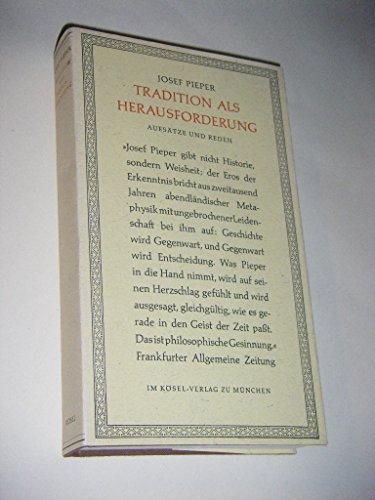 JOSEF PIEPER
TRADITION ALS
HERAUSFORDERUNG
AUFSÄTZE UND REDEN
»Josef Pieper gibt nicht Historie,
sondern Weisheit; der Eros der
Erkenntnis bricht aus zweitausend
Jahren abendländischer Meta-
physik mit ungebrochener Leiden-
schaft bei ihm auf: Geschichte
wird Gegenwart, und Gegenwart
wird Entscheidung. Was Pieper
in die Hand nimmt, wird auf sei-
nen Herzschlag gefühlt und wird
ausgesagt, gleichgültig, wie es ge-
rade in den Geist der Zeit paßt.
Das ist philosophische Gesinnung.«
Frankfurter Allgemeine Zeitung
IM KÖSEL-VERLAG ZU MÜNCHEN